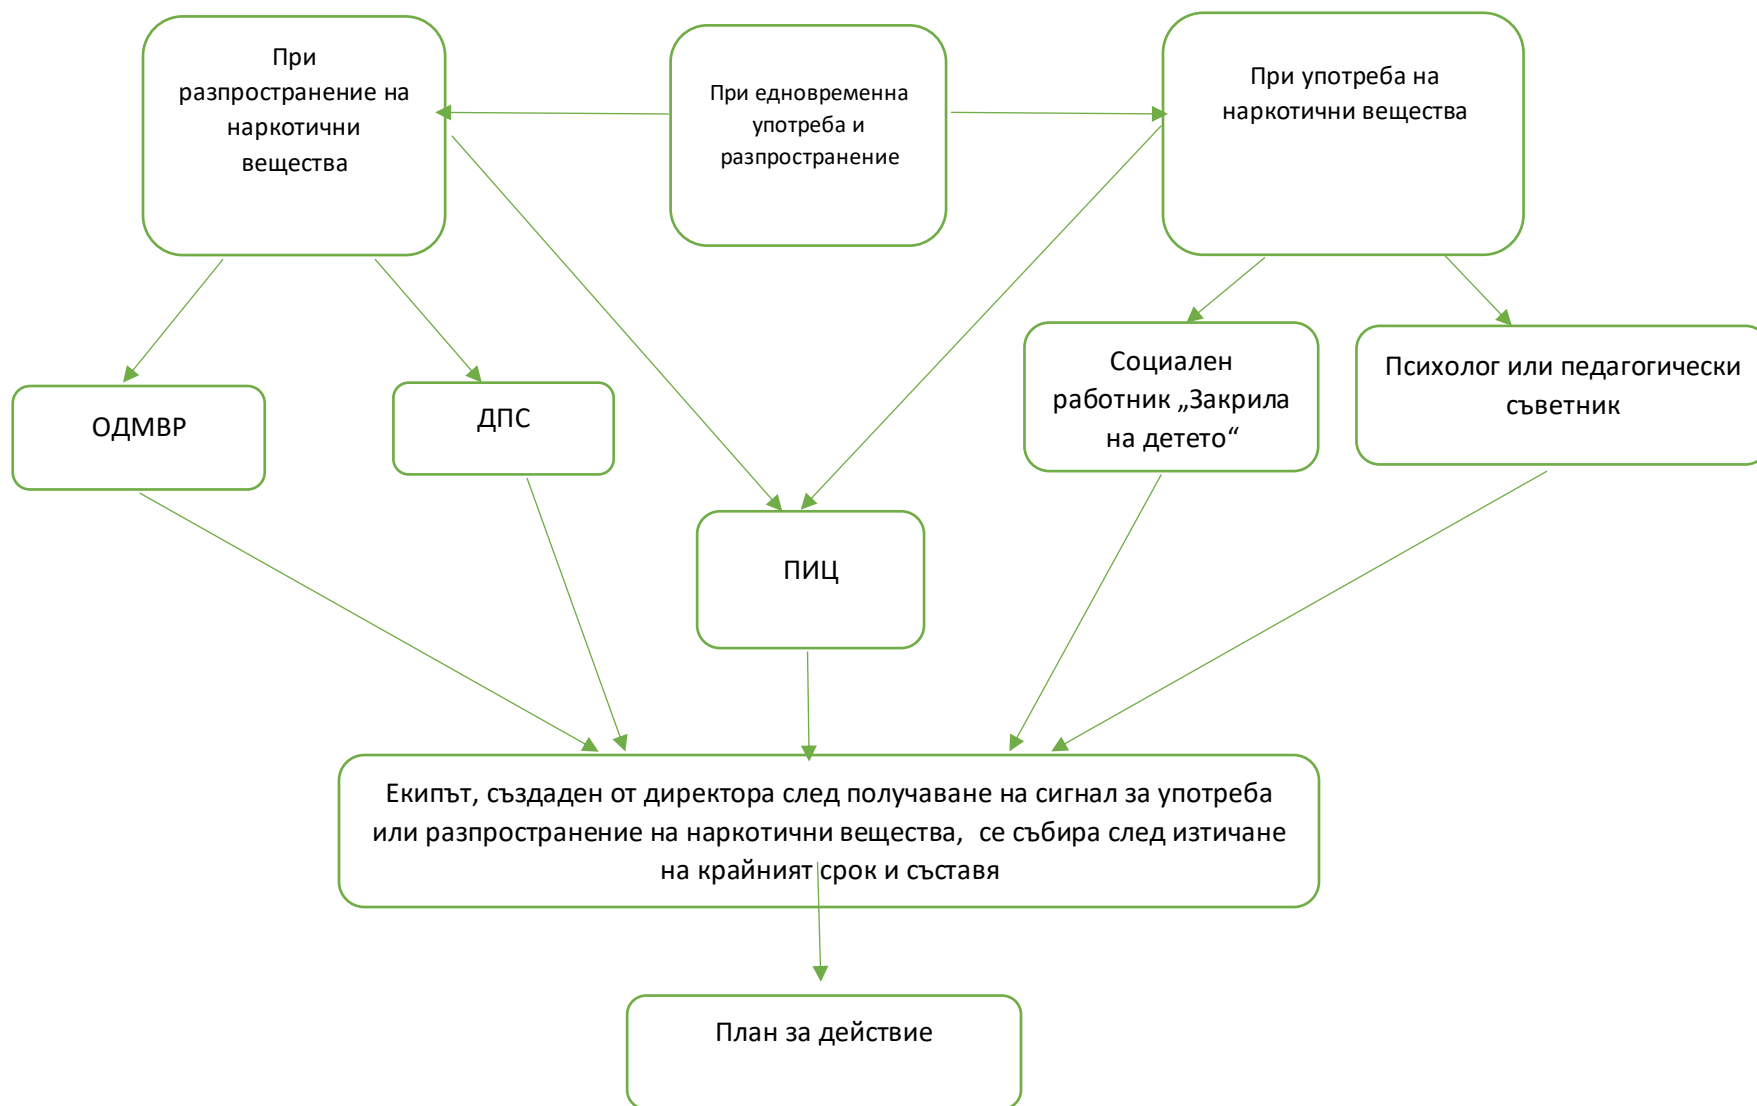 При
разпространение на
наркотични
вещества
При едновременна
употреба и
разпространение
При употреба на
наркотични вещества
ОДМВР
ДПС
Социален
работник „Закрила
на детето“
Психолог или педагогически
съветник
ПИЦ
Екипът, създаден от директора след получаване на сигнал за употреба
или разпространение на наркотични вещества, се събира след изтичане
на крайният срок и съставя
План за действие